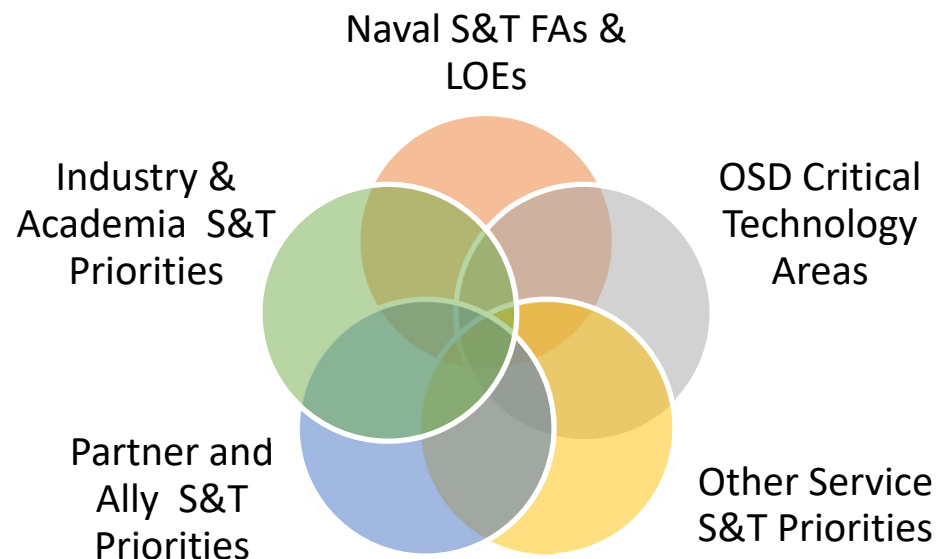 Naval S&T FAs &
LOEs
Industry &
Academia S&T
Priorities
OSD Critical
Technology
Areas
Partner and
Ally S&T
Priorities
Other Service
S&T Priorities